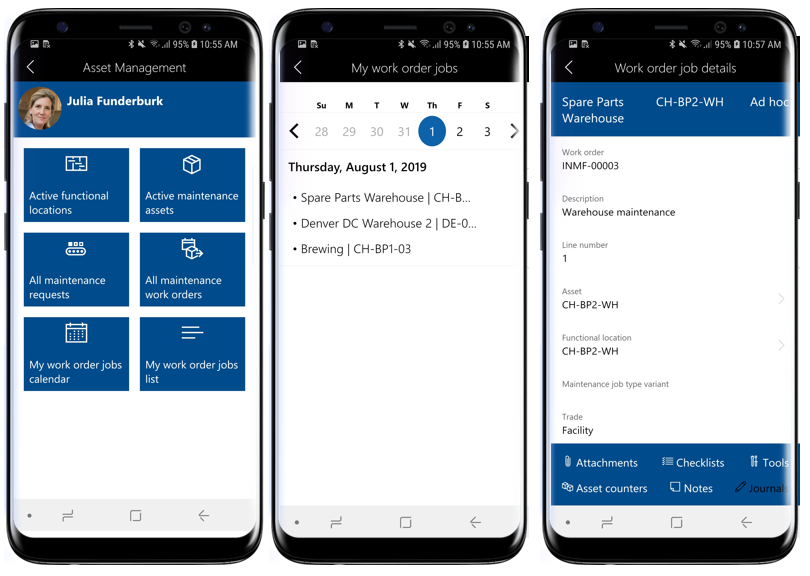 95% 10:55 AM
Asset Management
Julia Funderburk
Active functional
locations
Active maintenance
assets
All maintenance
requests
All maintenance
work orders
My work order jobs
calendar
My work order jobs
list
95% 10:55 AM
My work order jobs
Su M T W Th F S
28 29 30 31 1 2 3
Thursday, August 1, 2019
• Spare Parts Warehouse | CH-B...
• Denver DC Warehouse 2 | DE-0...
• Brewing | CH-BP1-03
95% 10:57 AM
Work order job details
Spare Parts
Warehouse
CH-BP2-WH
Ad hoc
Work order
INMF-00003
Description
Warehouse maintenance
Line number
1
Asset
CH-BP2-WH
Functional location
CH-BP2-WH
Maintenance job type variant
Trade
Facility
Attachments Checklists Tools
Asset counters Notes Journals